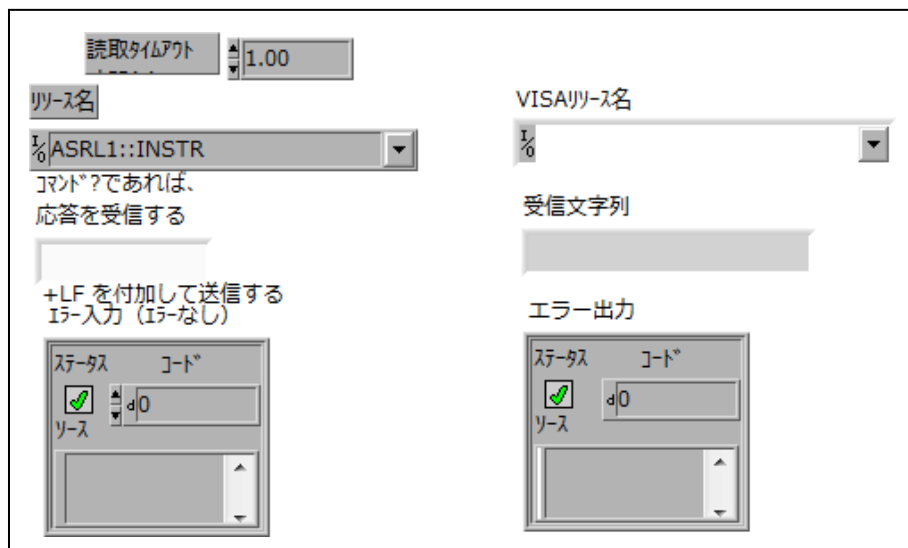 読取ﾀｲﾑｱｳﾄ
1.00
ﾘｿｰｽ名
I/O ASRL1::INSTR
ｺﾏﾝﾄﾞ?であれば、
応答を受信する
+LF を付加して送信する
ｴﾗｰ入力（ｴﾗｰなし）
ｽﾃｰﾀｽ ｺｰﾄﾞ
d0
ｿｰｽ
VISAﾘｿｰｽ名
I/O
受信文字列
エラー出力
ｽﾃｰﾀｽ ｺｰﾄﾞ
d0
ｿｰｽ